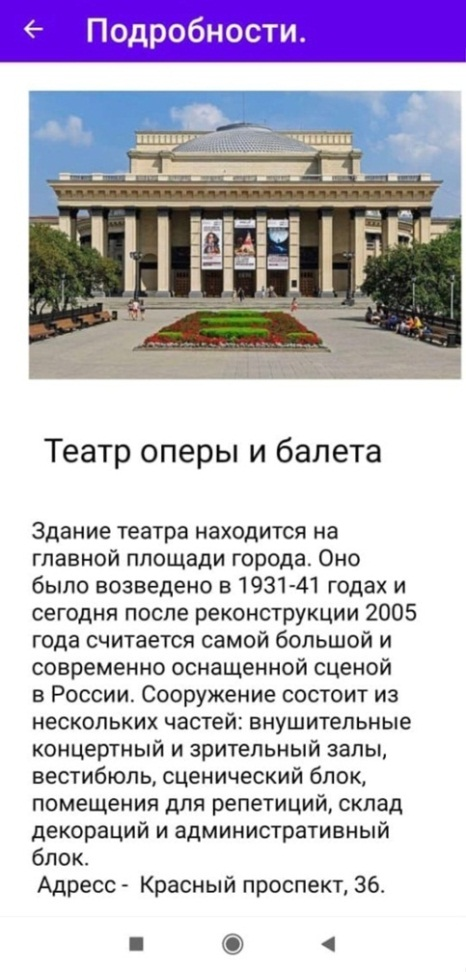 Подробности.
Театр оперы и балета
Здание театра находится на
главной площади города. Оно
было возведено в 1931-41 годах и
сегодня после реконструкции 2005
года считается самой большой и
современно оснащенной сценой
в России. Сооружение состоит из
нескольких частей: внушительные
концертный и зрительный залы,
вестибюль, сценический блок,
помещения для репетиций, склад
декораций и административный
блок.
Адресс - Красный проспект, 36.